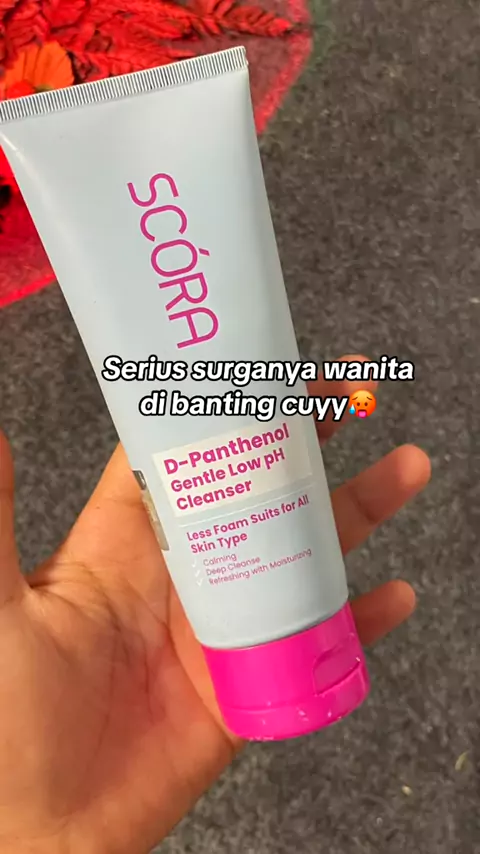 SCÓRA
Serius surganya wanita
di banting cuyy🥵
D-Panthenol
Gentle Low pH
Cleanser
Less Foam Suits for All
Skin Type
Calming
Deep Cleanse
Refreshing with Moisturizing